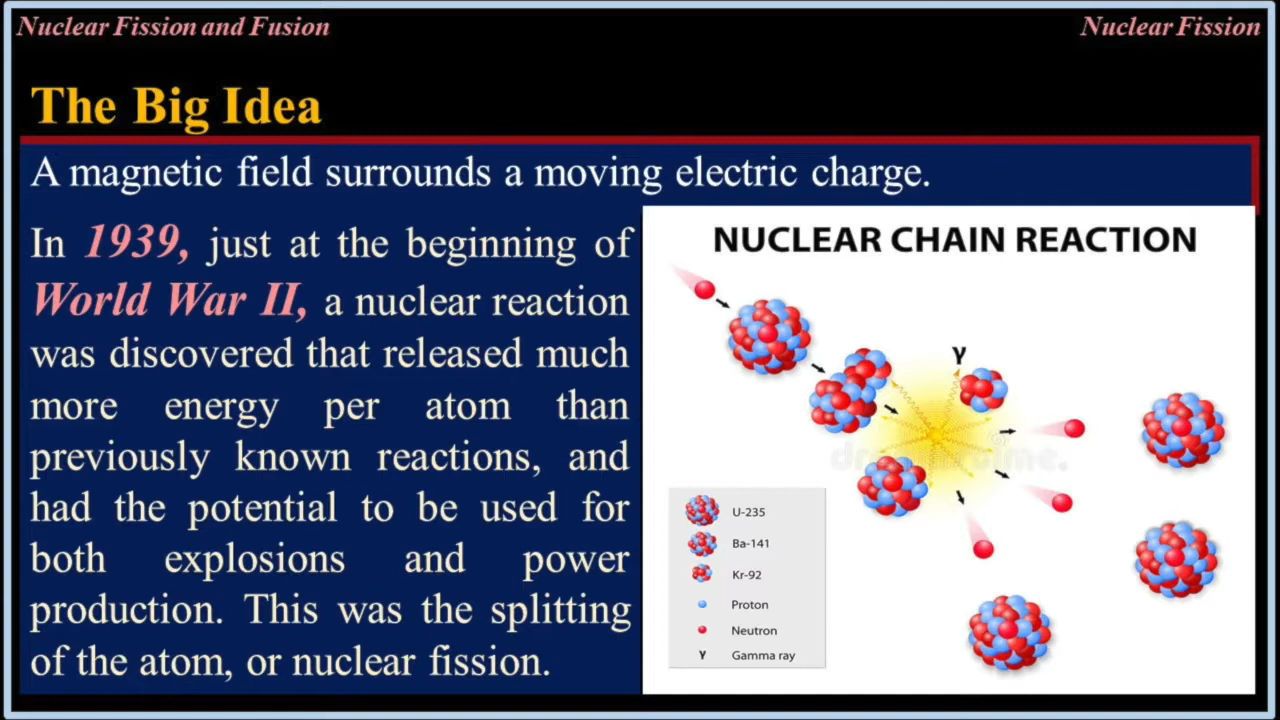 Nuclear Fission and Fusion
Nuclear Fission
The Big Idea
A magnetic field surrounds a moving electric charge.
In 1939, just at the beginning of
World War II, a nuclear reaction
was discovered that released much
more energy per atom than
previously known reactions, and
had the potential to be used for
both explosions and power
production. This was the splitting
of the atom, or nuclear fission.
NUCLEAR CHAIN REACTION
γ
U-235
Ba-141
Kr-92
Proton
Neutron
γ Gamma ray